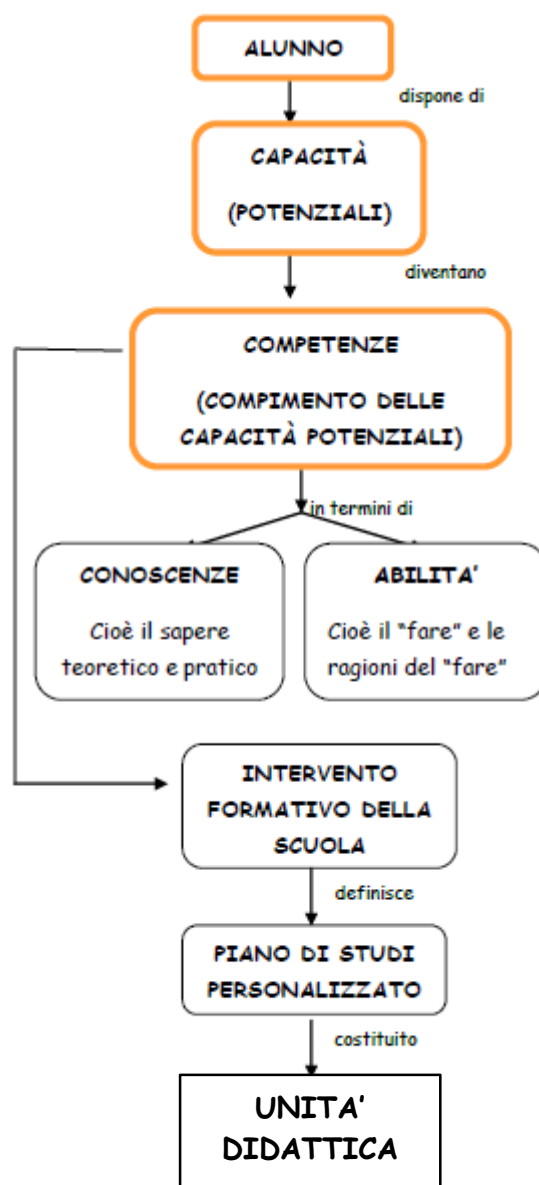 ALUNNO
dispone di
CAPACITÀ
(POTENZIALI)
diventano
COMPETENZE
(COMPIMENTO DELLE
CAPACITÀ POTENZIALI)
in termini di
CONOSCENZE
Cioè il sapere
teoretico e pratico
ABILITA'
Cioè il "fare" e le
ragioni del "fare"
INTERVENTO
FORMATIVO DELLA
SCUOLA
definisce
PIANO DI STUDI
PERSONALIZZATO
costituito
UNITA'
DIDATTICA